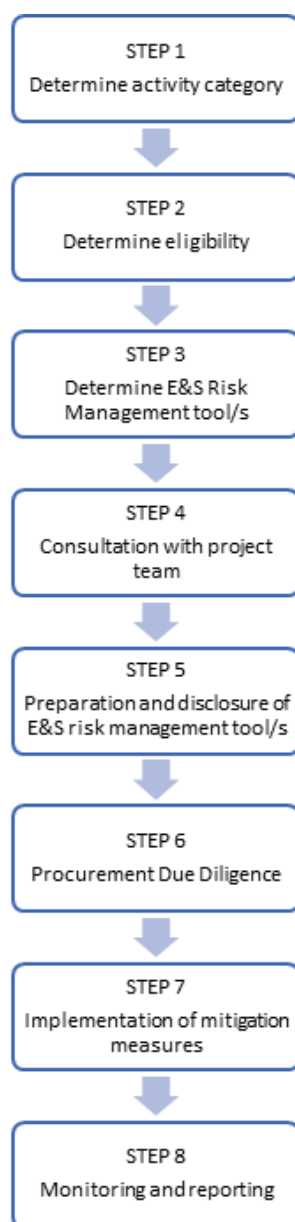 STEP 1
Determine activity category
STEP 2
Determine eligibility
STEP 3
Determine E&S Risk
Management tool/s
STEP 4
Consultation with project
team
STEP 5
Preparation and disclosure of
E&S risk management tool/s
STEP 6
Procurement Due Diligence
STEP 7
Implementation of mitigation
measures
STEP 8
Monitoring and reporting